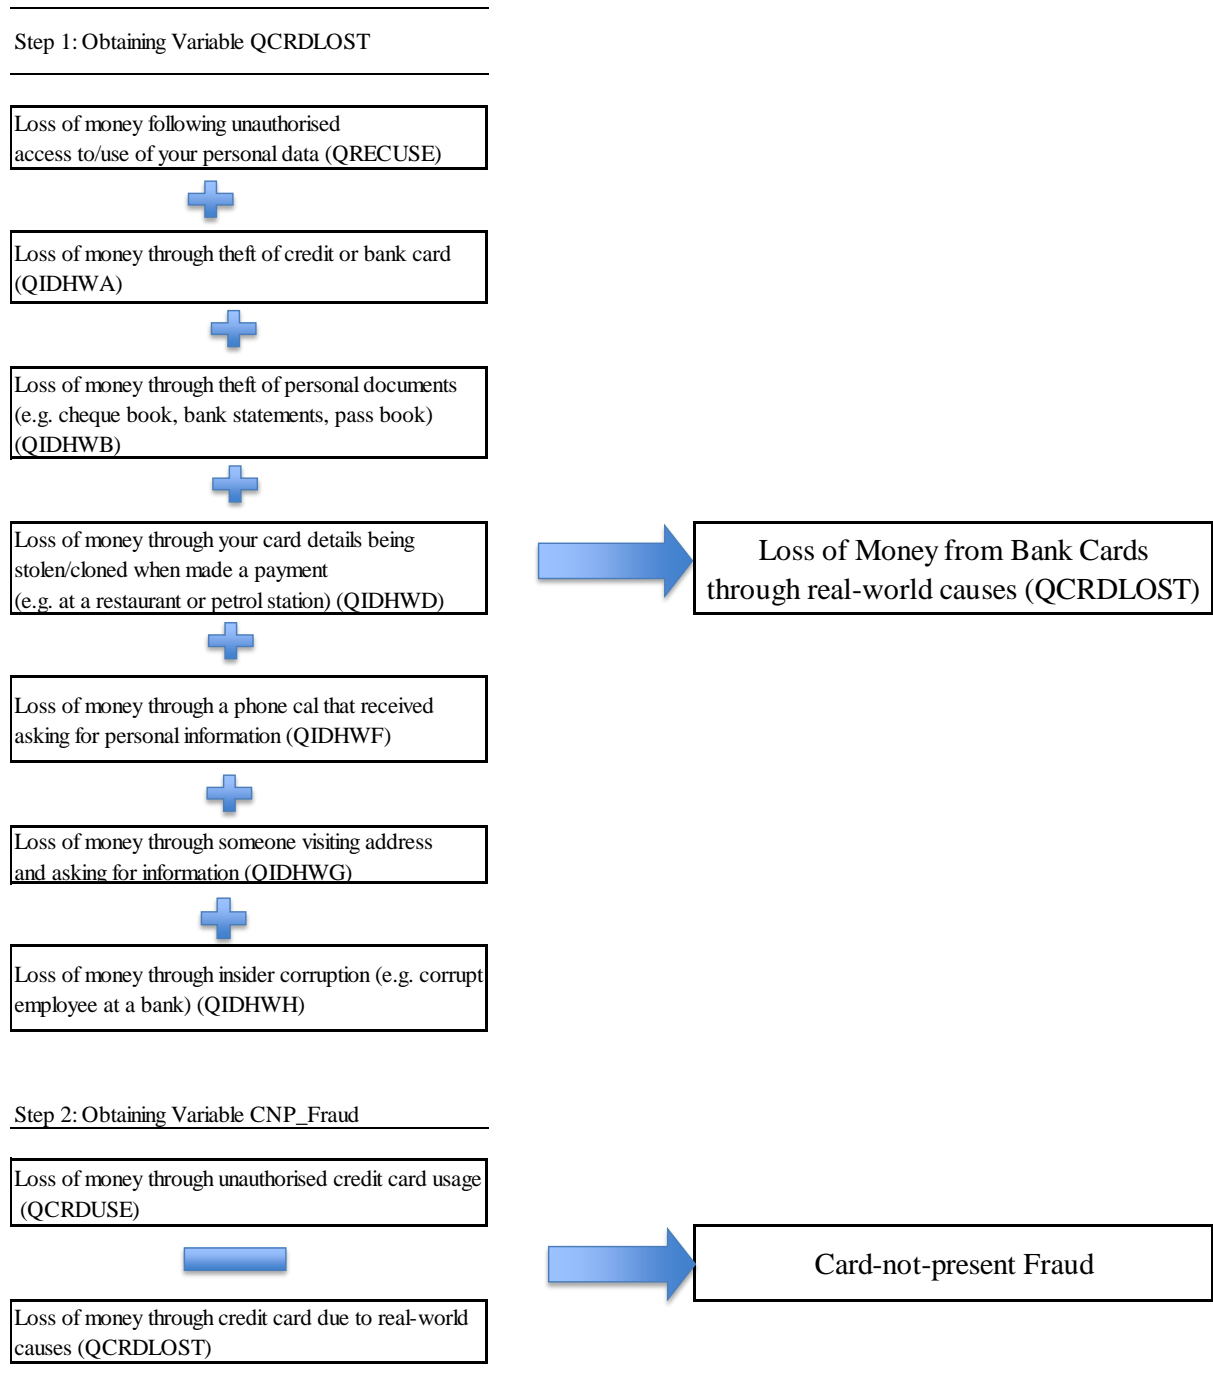 Step 1: Obtaining Variable QCRDLOST
Loss of money following unauthorised
access to/use of your personal data (QRECUSE)
Loss of money through theft of credit or bank card
(QIDHWA)
Loss of money through theft of personal documents
(e.g. cheque book, bank statements, pass book)
(QIDHWB)
Loss of money through your card details being
stolen/cloned when made a payment
(e.g. at a restaurant or petrol station) (QIDHWD)
Loss of Money from Bank Cards
through real-world causes (QCRDLOST)
Loss of money through a phone cal that received
asking for personal information (QIDHWF)
Loss of money through someone visiting address
and asking for information (QIDHWG)
Loss of money through insider corruption (e.g. corrupt
employee at a bank) (QIDHWH)
Step 2: Obtaining Variable CNP_Fraud
Loss of money through unauthorised credit card usage
(QCRDUSE)
Card-not-present Fraud
Loss of money through credit card due to real-world
causes (QCRDLOST)